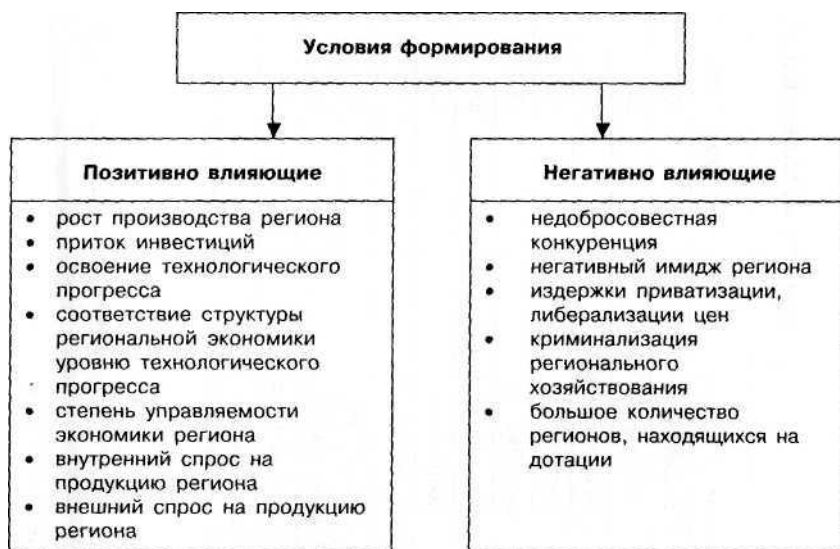 Условия формирования
Позитивно влияющие
• рост производства региона
• приток инвестиций
• освоение технологического
прогресса
• соответствие структуры
региональной экономики
уровню технологического
прогресса
• степень управляемости
экономики региона
• внутренний спрос на
продукцию региона
• внешний спрос на продукцию
региона
Негативно влияющие
• недобросовестная
конкуренция
• негативный имидж региона
• издержки приватизации,
либерализации цен
• криминализация
регионального
хозяйствования
• большое количество
регионов, находящихся на
дотации